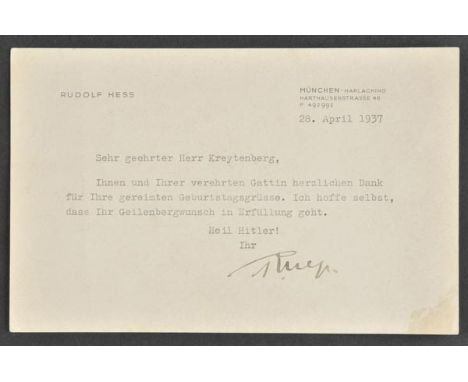 RUDOLF HESS
MÜNCHEN-HARLACHING
HARTHAUSERSTRASSE 48
F 492992
28. April 1937
Sehr geehrter Herr Kreytenberg,
Ihnen und Ihrer verehrten Gattin herzlichen Dank
für Ihre gereimten Geburtstagsgrüsse. Ich hoffe selbst,
dass Ihr Geilenbergwunsch in Erfüllung geht.
Heil Hitler!
Ihr